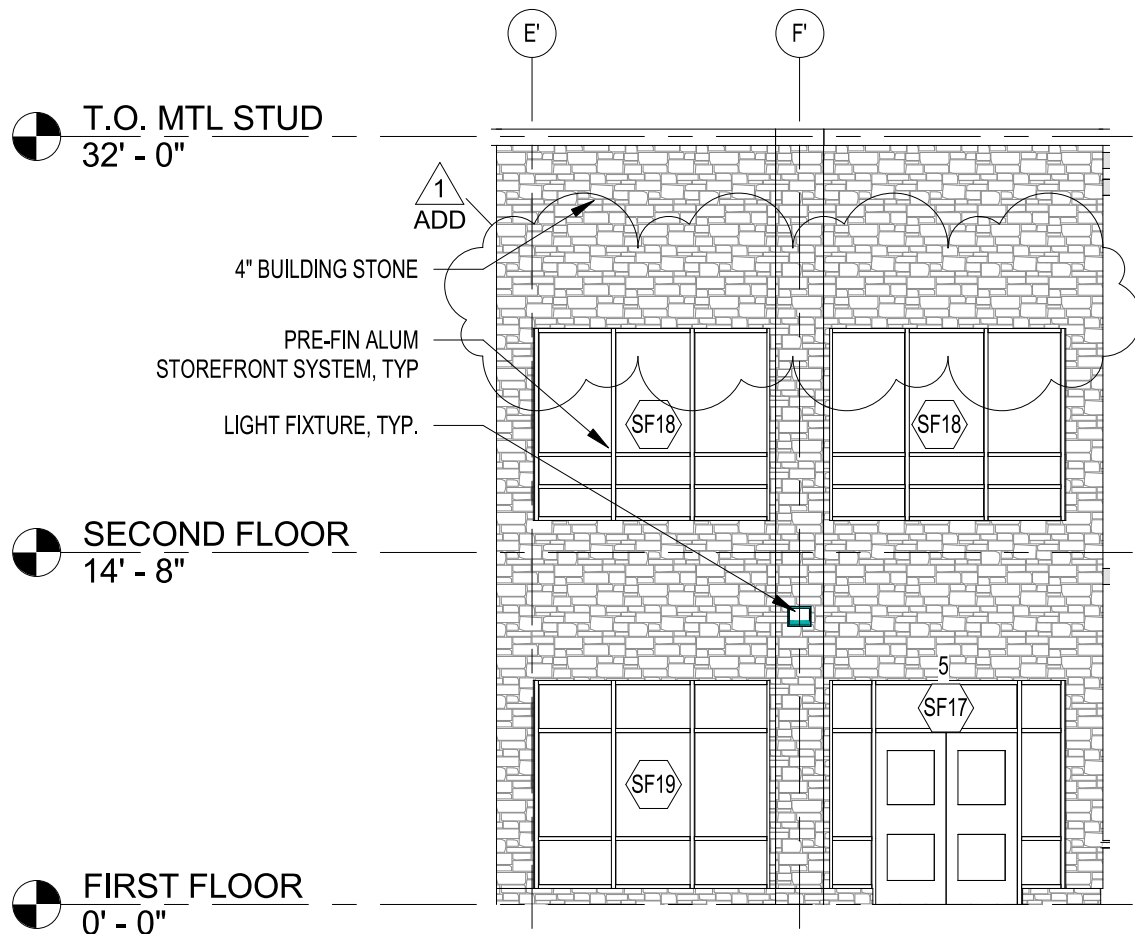 E'
F'
T.O. MTL STUD
32' - 0"
1
ADD
4" BUILDING STONE
PRE-FIN ALUM
STOREFRONT SYSTEM, TYP
LIGHT FIXTURE, TYP.
SF18
SF18
SECOND FLOOR
14' - 8"
5
SF17
SF19
FIRST FLOOR
0' - 0"